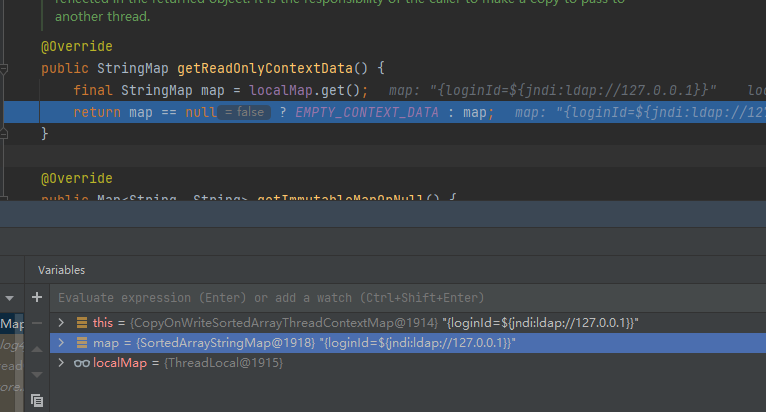 reflected in the returned object. It is the responsibility of the caller to make a copy to pass to
another thread.
@Override
public StringMap getReadOnlyContextData() {
final StringMap map = localMap.get();   map: "{loginId=${jndi:ldap://127.0.0.1}}"    loc
return map == null = false ? EMPTY_CONTEXT_DATA : map;   map: "{loginId=${jndi:ldap://127
}
@Override
public Map<String, String> getImmutableMapOrNull() {
Variables
Evaluate expression (Enter) or add a watch (Ctrl+Shift+Enter)
this = {CopyOnWriteSortedArrayThreadContextMap@1914} "{loginId=${jndi:ldap://127.0.0.1}}"
Map
map = {SortedArrayStringMap@1918} "{loginId=${jndi:ldap://127.0.0.1}}"
log4
localMap = {ThreadLocal@1915}
read
ore.